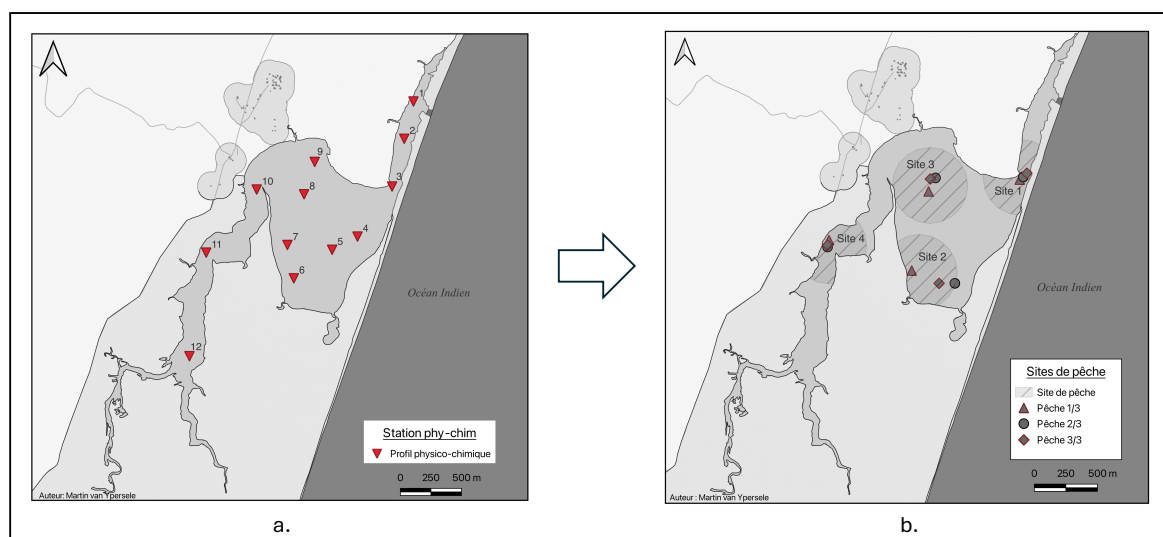 1
2
3
9
8
10
4
5
7
11
6
12
Océan Indien
Station phy-chim
Profil physico-chimique
0 250 500 m
Auteur: Martin van Ypersele
a.
Site 3
Site 1
Site 4
Site 2
Océan Indien
Sites de pêche
Site de pêche
Pêche 1/3
Pêche 2/3
Pêche 3/3
0 250 500 m
Auteur : Martin van Ypersele
b.